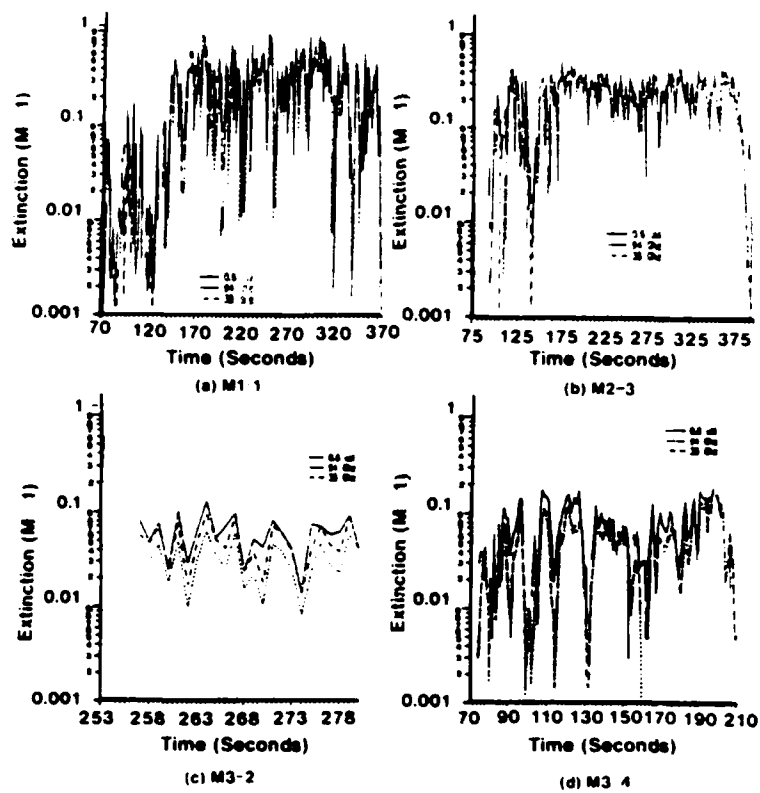 Extinction (M 1)
1
0.1
0.01
0.001
70 120 170 220 270 320 370
Time (Seconds)
(a) M1 1
Extinction (M 1)
1
0.1
0.01
0.001
75 125 175 225 275 325 375
Time (Seconds)
(b) M2-3
Extinction (M 1)
1
0.1
0.01
0.001
253 258 263 268 273 278
Time (Seconds)
(c) M3-2
Extinction (M 1)
1
0.1
0.01
0.001
70 90 110 130 150 170 190 210
Time (Seconds)
(d) M3 4